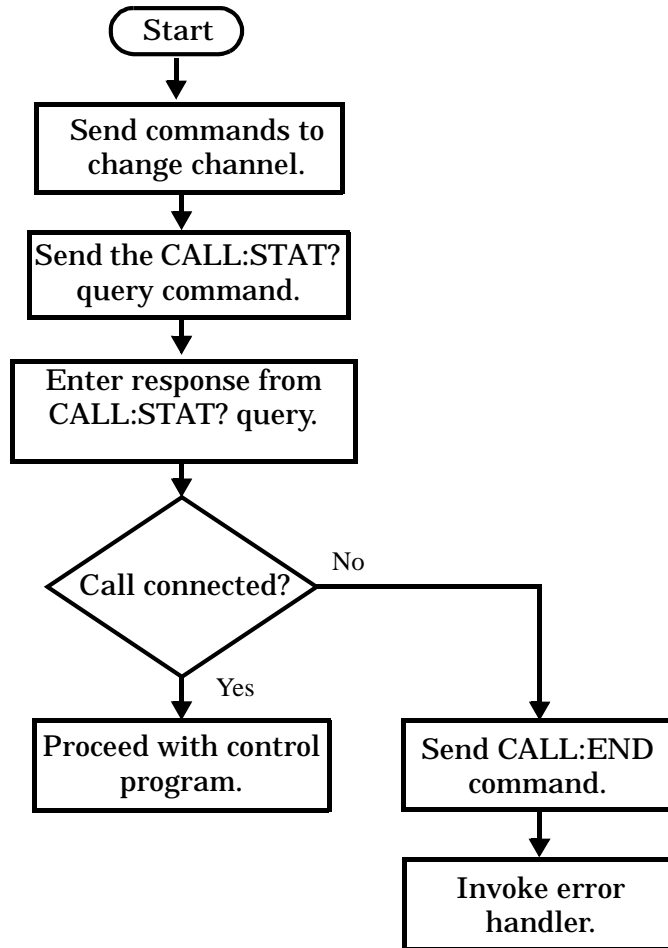 Start
Send commands to
change channel.
Send the CALL:STAT?
query command.
Enter response from
CALL:STAT? query.
Call connected?
No
Yes
Proceed with control
program.
Send CALL:END
command.
Invoke error
handler.